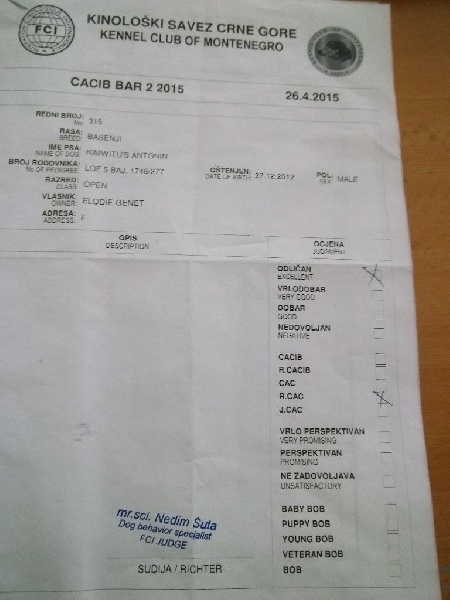 KINOLOŠKI SAVEZ CRNE GORE
KENNEL CLUB OF MONTENEGRO
FCI
CACIB BAR 2 2015
26.4.2015
REDNI BROJ:
No
315
RASA:
BREED:
BASENJI
IME PSA:
NAME OF DOG:
KIMWITU'S ANTONIN
BROJ RODOVNIKA:
No OF PEDIGREE:
LOF 5 BAJ. 1748/277
OŠTENJEN:
DATE OF BIRTH:
27.12.2012
POL:
SEX:
MALE
RAZRED:
CLASS:
OPEN
VLASNIK:
OWNER:
ELODIE GENET
ADRESA:
ADDRESS:
F
OPIS
DESCRIPTION
OCJENA
JUDGMENT
ODLIČAN
EXCELLENT
VRLODOBAR
VERY GOOD
DOBAR
GOOD
NEDOVOLJAN
NEGATIVE
CACIB
R.CACIB
CAC
R.CAC
J.CAC
VRLO PERSPEKTIVAN
VERY PROMISING
PERSPEKTIVAN
PROMISING
NE ZADOVOLJAVA
UNSATISFACTORY
BABY BOB
PUPPY BOB
YOUNG BOB
VETERAN BOB
BOB
mr.sci. Nedim Šuta
Dog behavior specialist
FCI JUDGE
SUDIJA / RICHTER